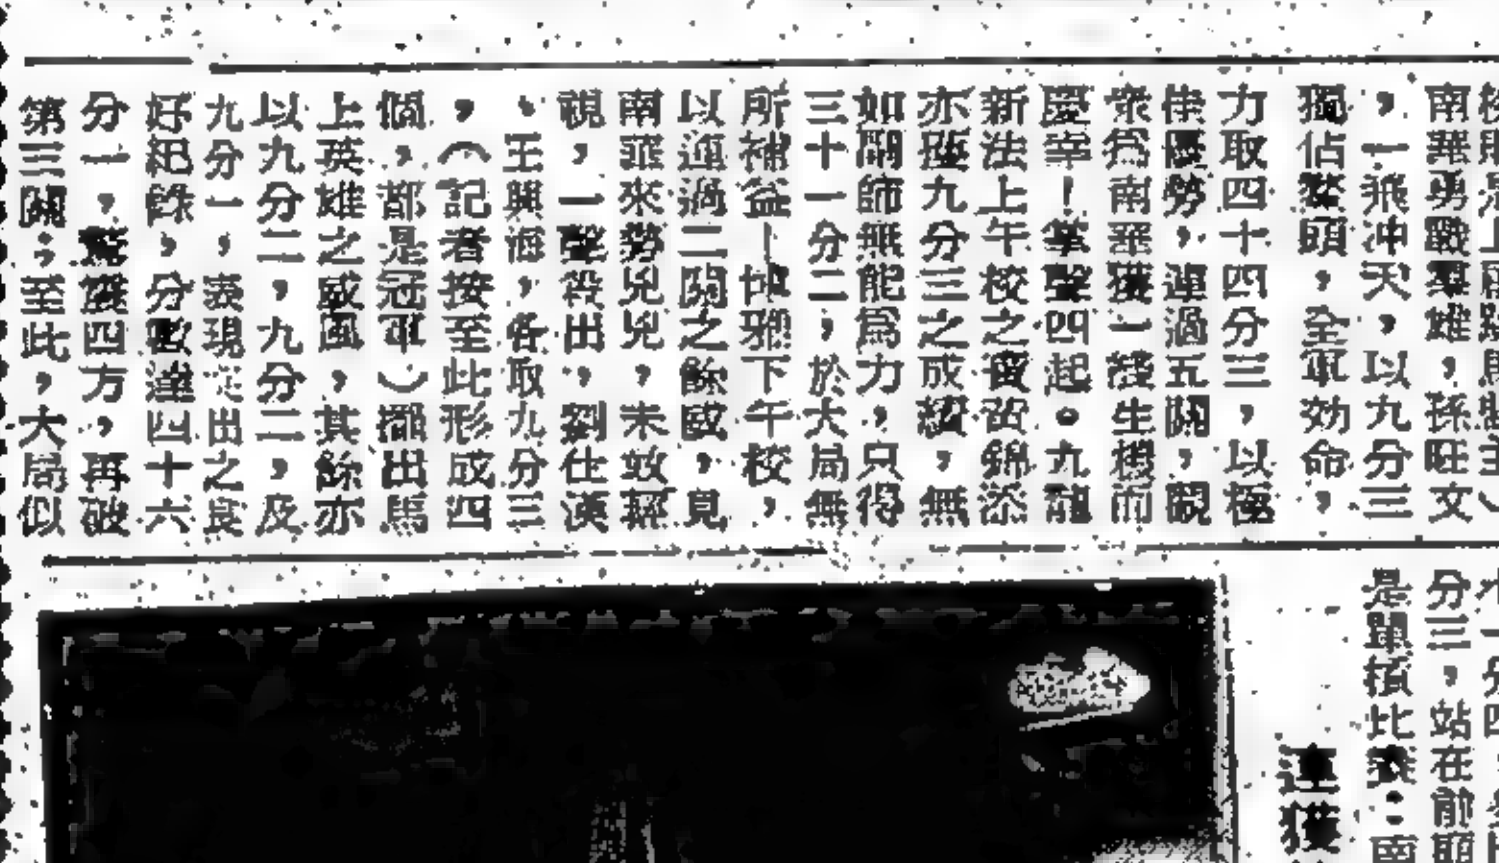 南華勇戰羣雄，孫旺文
，一飛沖天，以九分三
獨佔鰲頭，全軍効命，
力取四十四分三，以極
佳優勢，連過五關，
衆爲南華獲一綫生機而
慶幸！掌聲四起。九龍
新法上午校之
亦殛九分三之成績，無
如關師無能爲力，只得
三十一分二，於大局無
所補益
下午校，
以連過二關之餘威，見
南華來勢兇兇，未敢輕
視，一聲殺出，劉仕漢
、王興海，各取九分三
，（記者按至此形成四
個，都是冠軍）擺出馬
上英雄之威風，其餘亦
以九分二，九分二，及
九分一，表現突出之良
好紀錄，分數達四十六
分一，驚震四方，再破
第三關；至此，大局似
分三，站在前
是單槓比賽：南
連獲